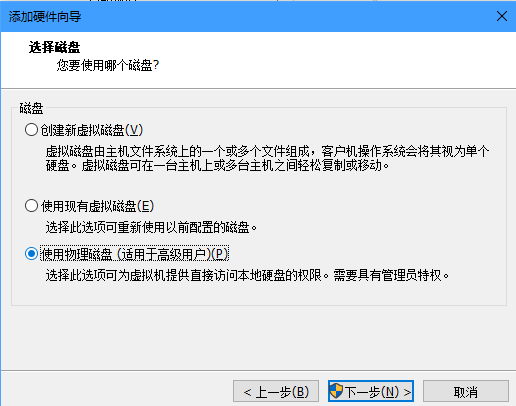 添加硬件向导
选择磁盘
您要使用哪个磁盘?
磁盘
创建新虚拟磁盘(V)
虚拟磁盘由主机文件系统上的一个或多个文件组成，客户机操作系统会将其视为单个
硬盘。虚拟磁盘可在一台主机上或多台主机之间轻松复制或移动。
使用现有虚拟磁盘(E)
选择此选项可重新使用以前配置的磁盘。
使用物理磁盘 (适用于高级用户)(P)
选择此选项可为虚拟机提供直接访问本地硬盘的权限。需要具有管理员特权。
< 上一步(B)
下一步(N) >
取消